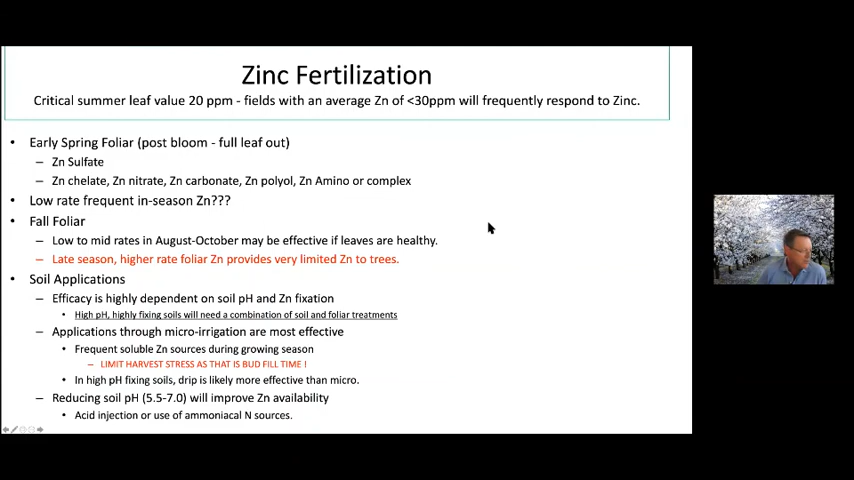 Zinc Fertilization
Critical summer leaf value 20 ppm - fields with an average Zn of <30ppm will frequently respond to Zinc.
• Early Spring Foliar (post bloom - full leaf out)
– Zn Sulfate
– Zn chelate, Zn nitrate, Zn carbonate, Zn polyol, Zn Amino or complex
• Low rate frequent in-season Zn???
• Fall Foliar
– Low to mid rates in August-October may be effective if leaves are healthy.
– Late season, higher rate foliar Zn provides very limited Zn to trees.
• Soil Applications
– Efficacy is highly dependent on soil pH and Zn fixation
• High pH, highly fixing soils will need a combination of soil and foliar treatments
– Applications through micro-irrigation are most effective
• Frequent soluble Zn sources during growing season
– LIMIT HARVEST STRESS AS THAT IS BUD FILL TIME !
• In high pH fixing soils, drip is likely more effective than micro.
– Reducing soil pH (5.5-7.0) will improve Zn availability
• Acid injection or use of ammoniacal N sources.